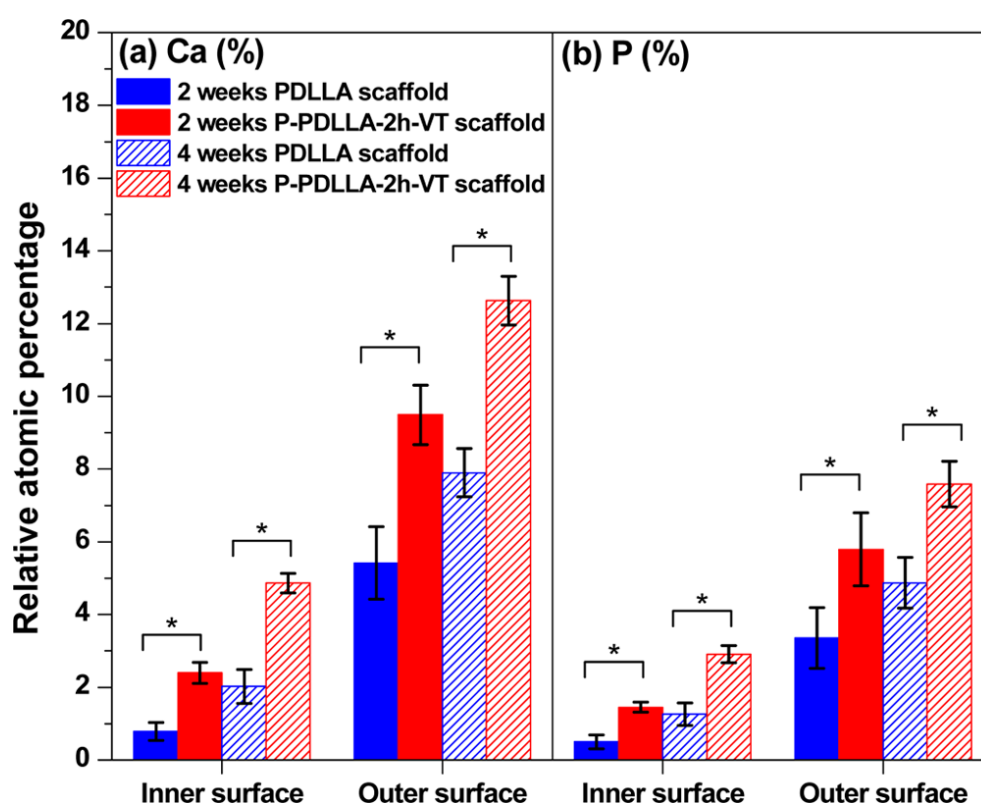 (a) Ca (%)
(b) P (%)
2 weeks PDLLA scaffold
2 weeks P-PDLLA-2h-VT scaffold
4 weeks PDLLA scaffold
4 weeks P-PDLLA-2h-VT scaffold
Relative atomic percentage
20
18
16
14
12
10
8
6
4
2
0
*
*
*
*
*
*
*
*
Inner surface
Outer surface
Inner surface
Outer surface